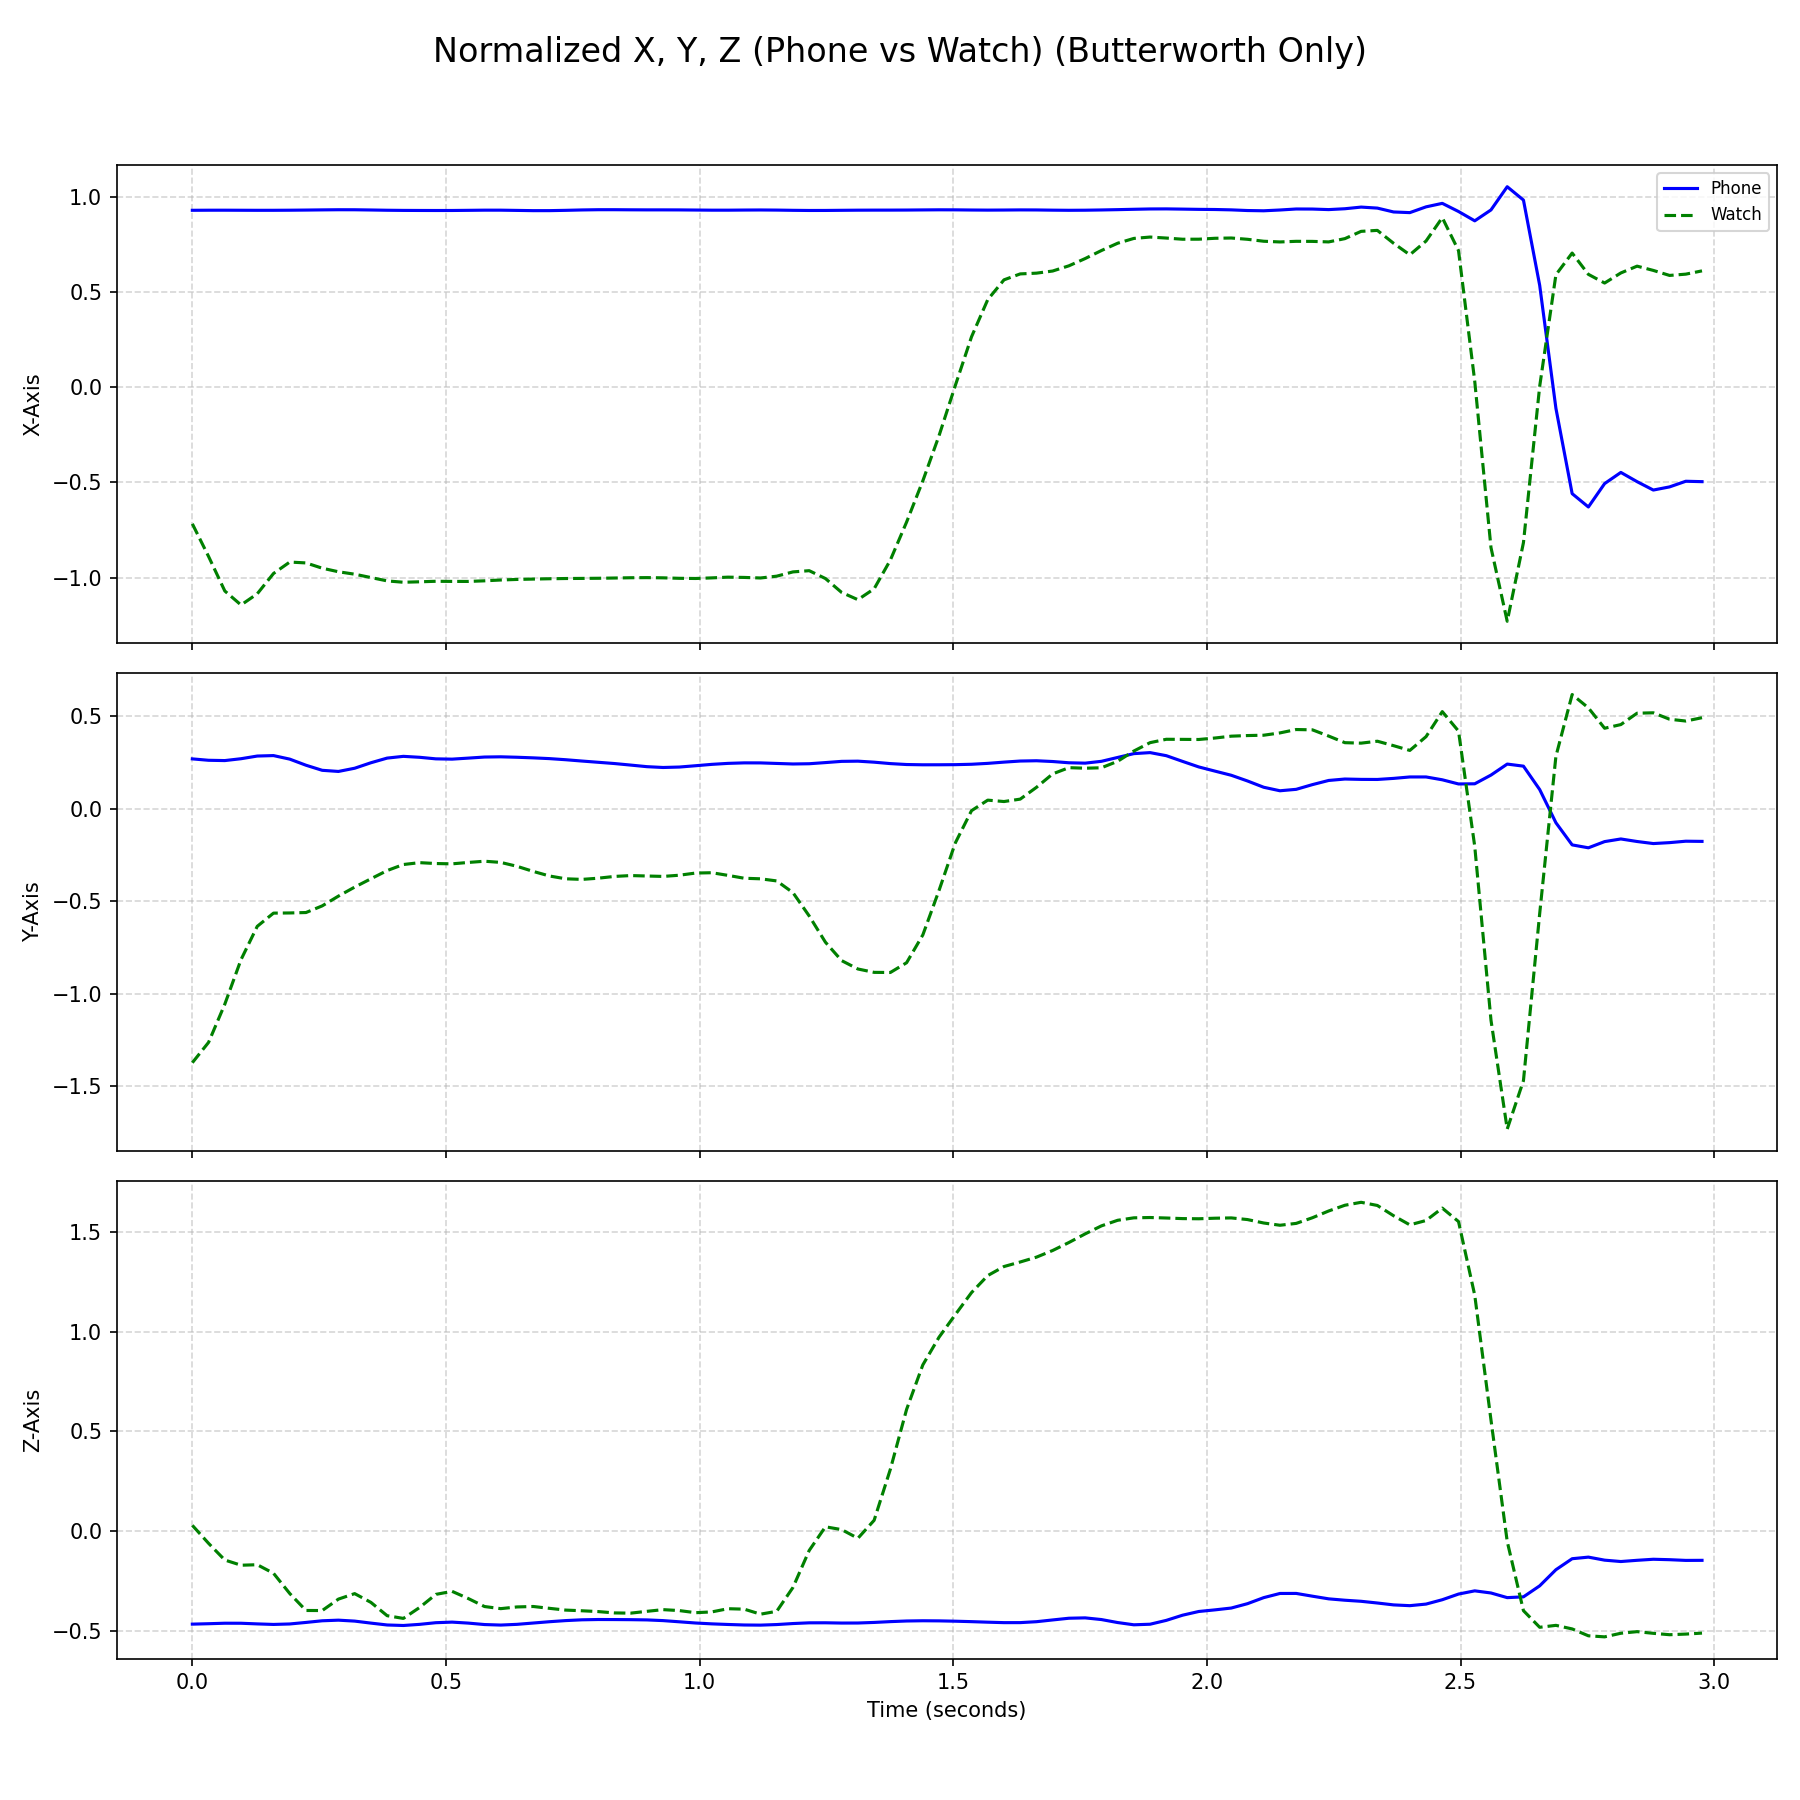 Normalized X, Y, Z (Phone vs Watch) (Butterworth Only)
Phone
Watch
1.0
0.5
0.0
−0.5
−1.0
X-Axis
0.5
0.0
−0.5
−1.0
−1.5
Y-Axis
1.5
1.0
0.5
0.0
−0.5
Z-Axis
0.0 0.5 1.0 1.5 2.0 2.5 3.0
Time (seconds)